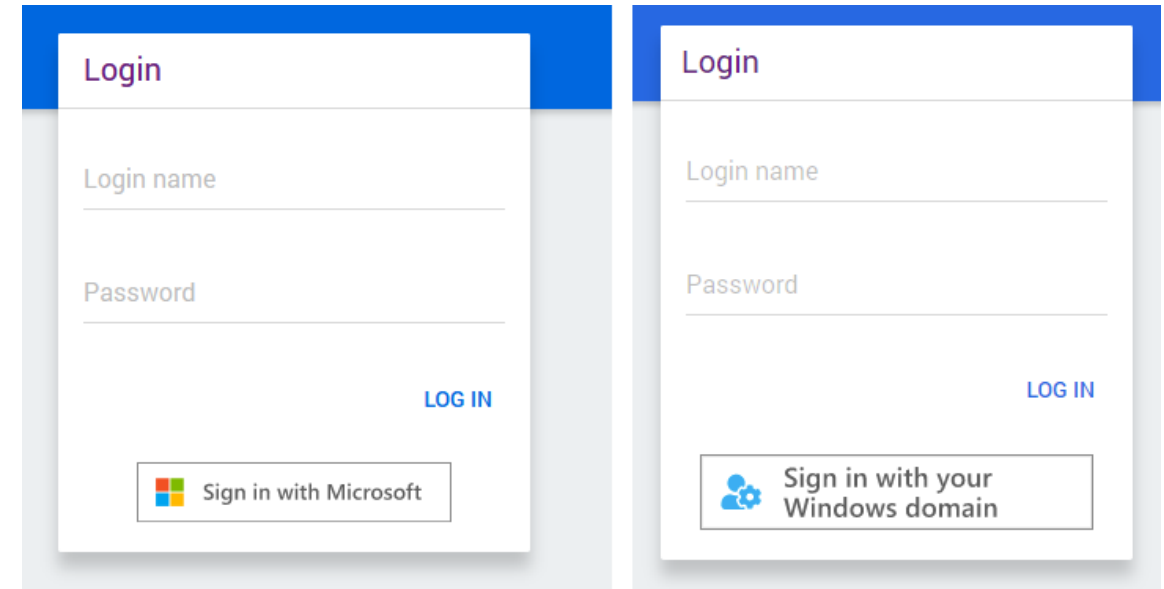 Login
Login name
Password
LOG IN
Sign in with Microsoft
Login
Login name
Password
LOG IN
Sign in with your
Windows domain